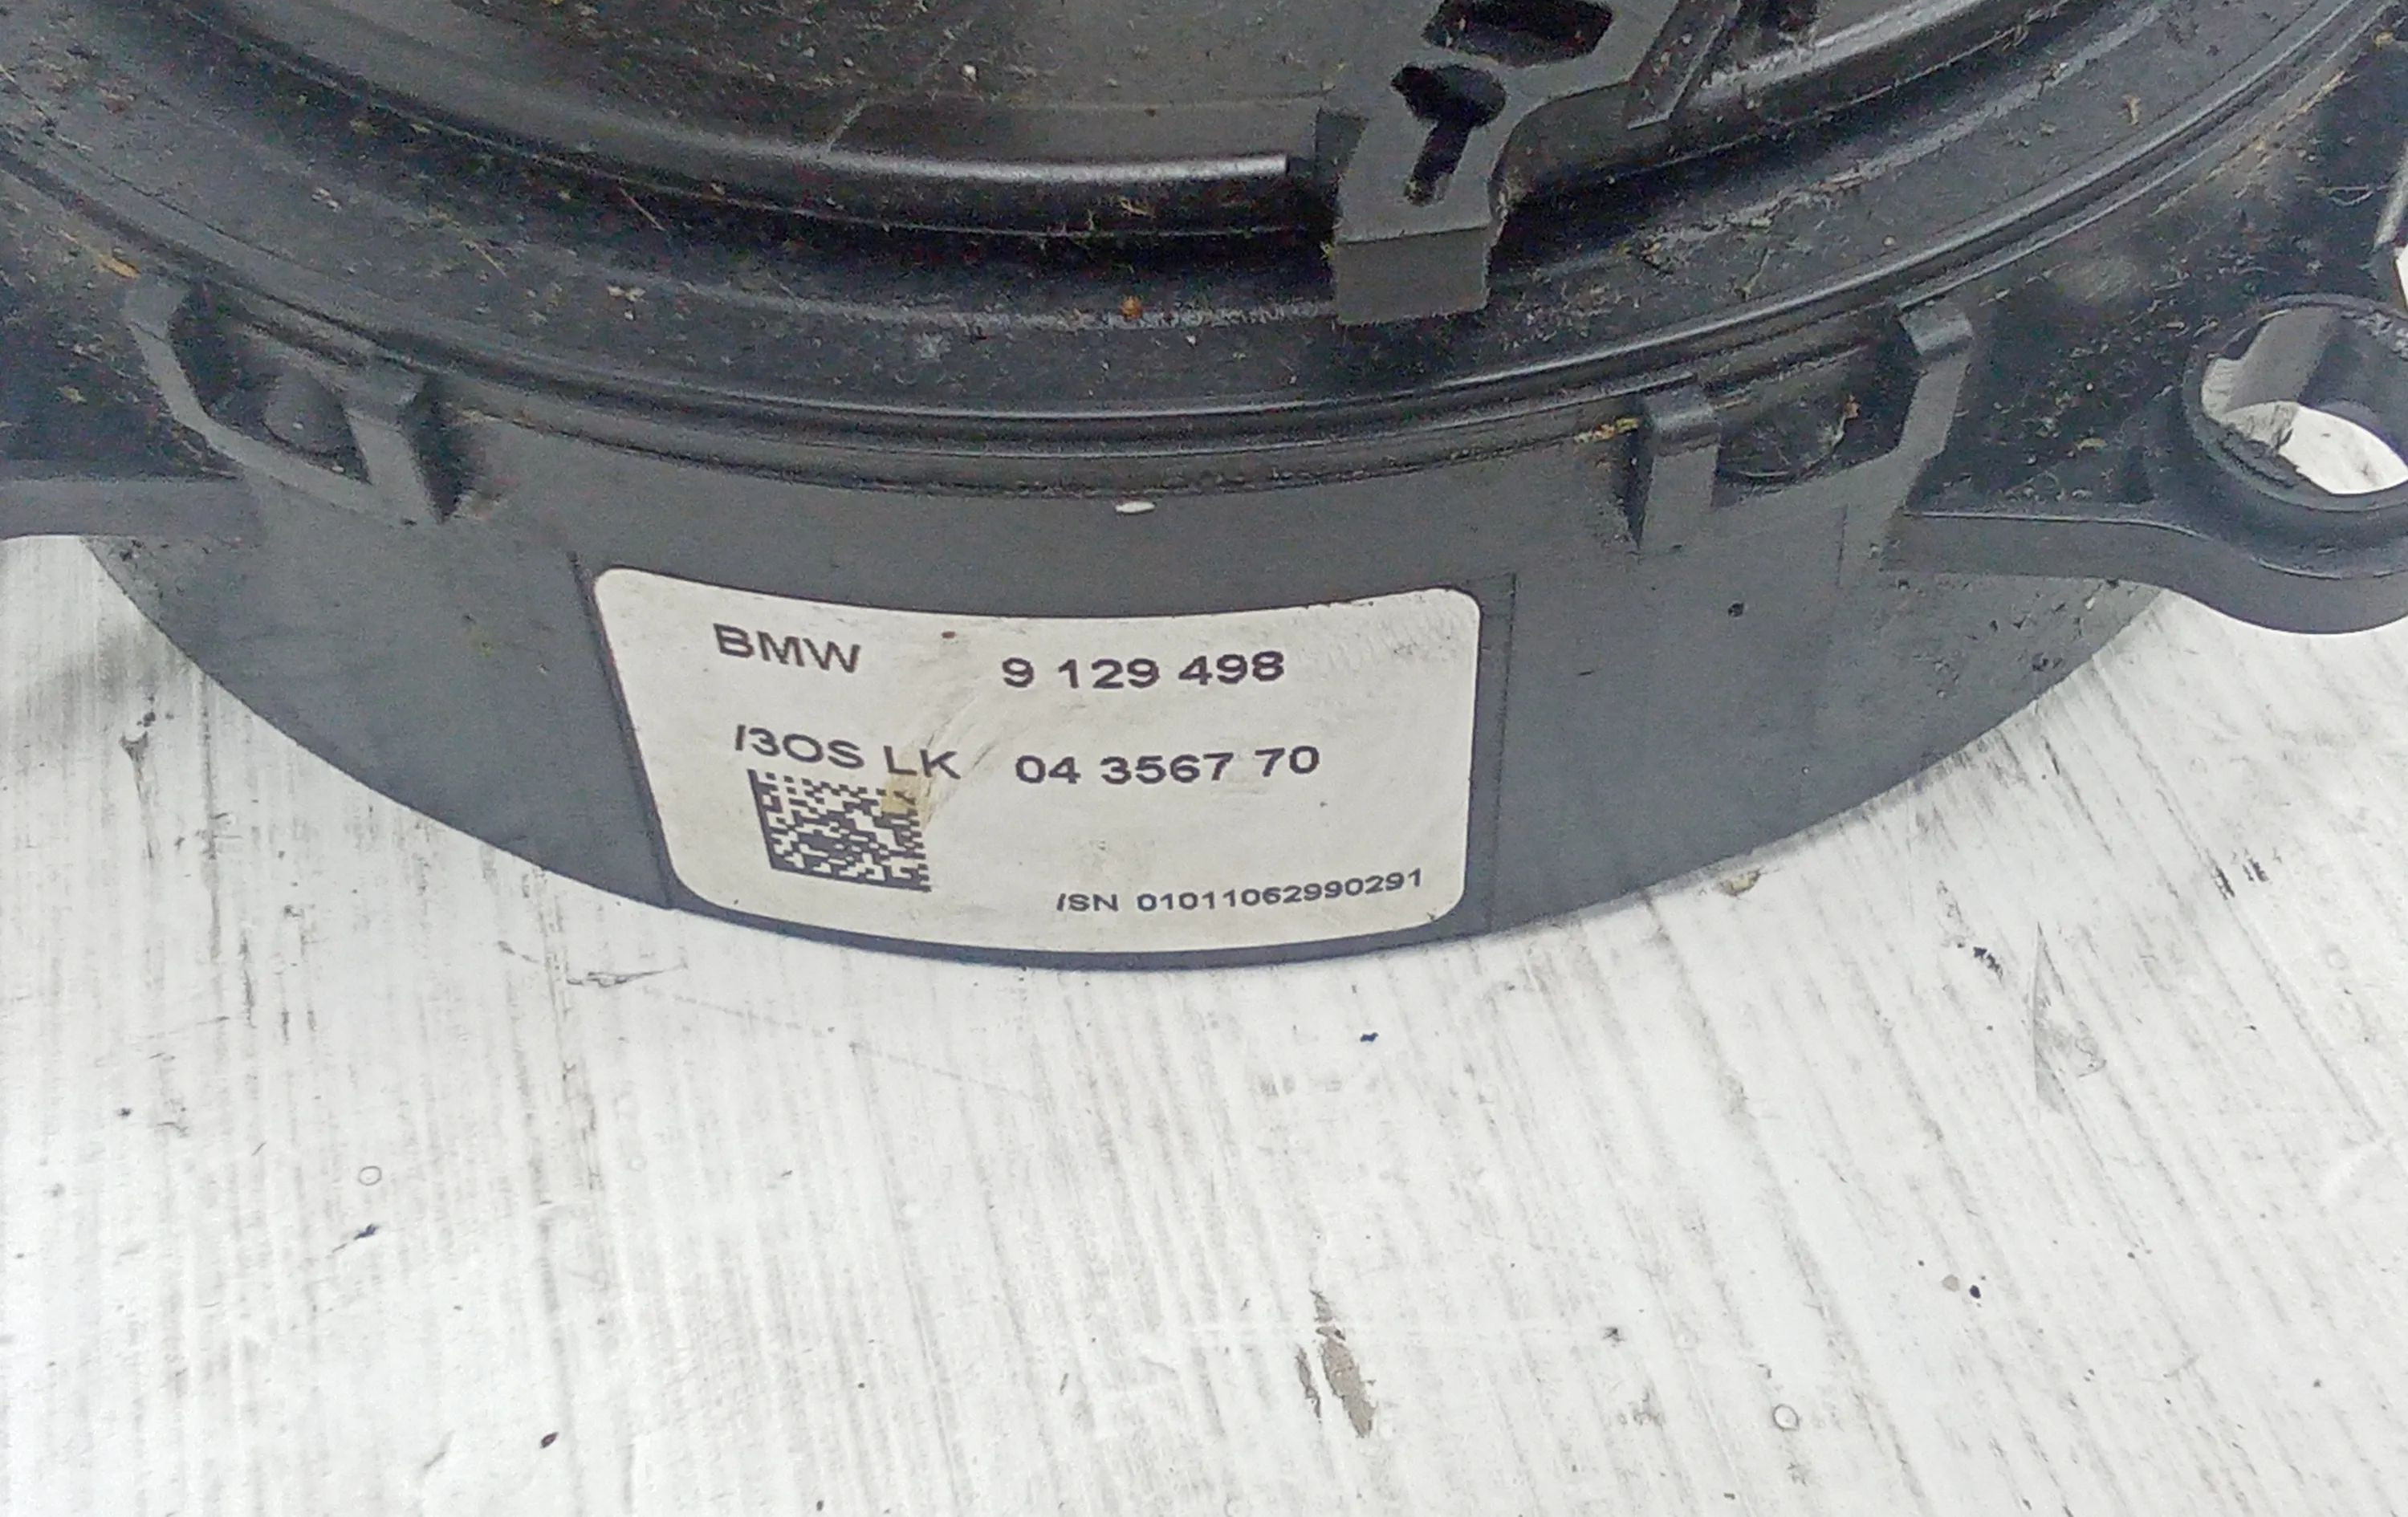 BMW 9 129 498
/3OS LK 04 3567 70
/SN 01011062990291